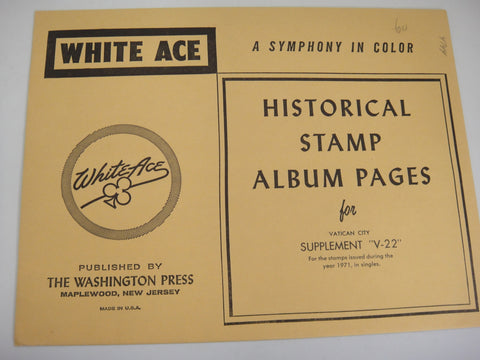 WHITE ACE
A SYMPHONY IN COLOR
White Ace
PUBLISHED BY
THE WASHINGTON PRESS
MAPLEWOOD, NEW JERSEY
MADE IN U.S.A.
HISTORICAL
STAMP
ALBUM PAGES
for
VATICAN CITY
SUPPLEMENT "V-22"
For the stamps issued during the
year 1971, in singles.